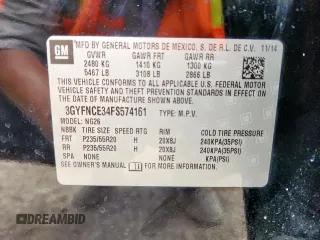 GM
MFD BY GENERAL MOTORS DE MEXICO, S. DE R.L. DE C.V. 11/14
GVWR GAWR FRT GAWR RR
2480 KG 1410 KG 1300 KG
5467 LB 3108 LB 2866 LB
THIS VEHICLE CONFORMS TO ALL APPLICABLE U.S. FEDERAL MOTOR
VEHICLE SAFETY AND THEFT PREVENTION STANDARDS IN EFFECT ON
THE DATE OF MANUFACTURE SHOWN ABOVE.
3GYFNCE34FS574161 TYPE: M.P.V.
MODEL: NG26
NBBK TIRE SIZE SPEED RTG RIM COLD TIRE PRESSURE
FRT P235/55R20 H 20X8J 240KPA(35PSI)
RR P235/55R20 H 20X8J 240KPA(35PSI)
SPA NONE NONE NONE KPA(PSI)
SEE OWNER'S MANUAL FOR ADDITIONAL INFORMATION.
DREAMBID